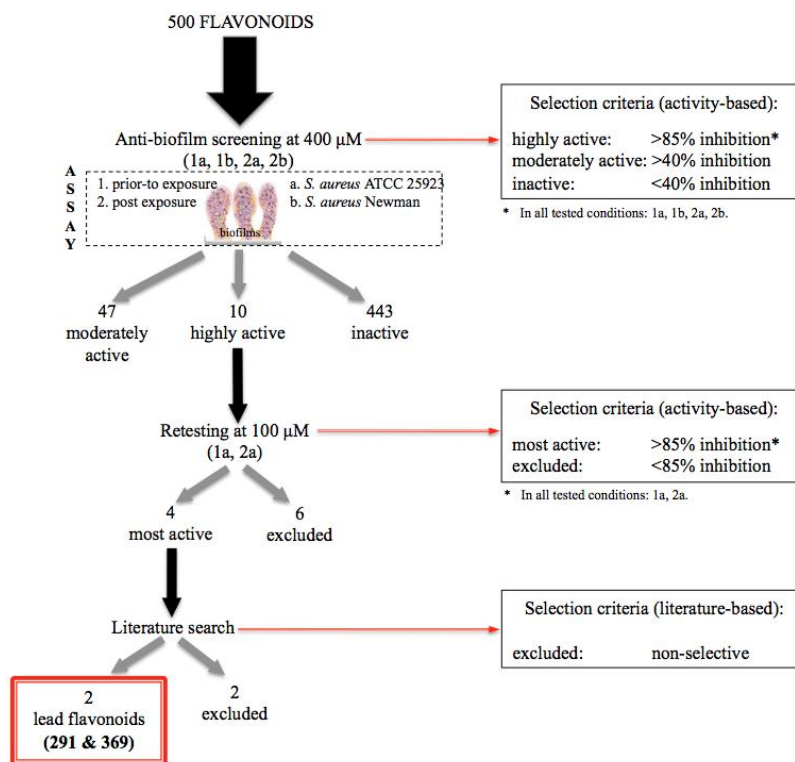 500 FLAVONOIDS
Anti-biofilm screening at 400 μM
(1a, 1b, 2a, 2b)
Selection criteria (activity-based):
highly active: >85% inhibition*
moderately active: >40% inhibition
inactive: <40% inhibition
* In all tested conditions: 1a, 1b, 2a, 2b.
ASSAY
1. prior-to exposure
2. post exposure
a. S. aureus ATCC 25923
b. S. aureus Newman
biofilms
47
moderately
active
10
highly active
443
inactive
Retesting at 100 μM
(1a, 2a)
Selection criteria (activity-based):
most active: >85% inhibition*
excluded: <85% inhibition
* In all tested conditions: 1a, 2a.
4
most active
6
excluded
Literature search
Selection criteria (literature-based):
excluded: non-selective
2
lead flavonoids
(291 & 369)
2
excluded